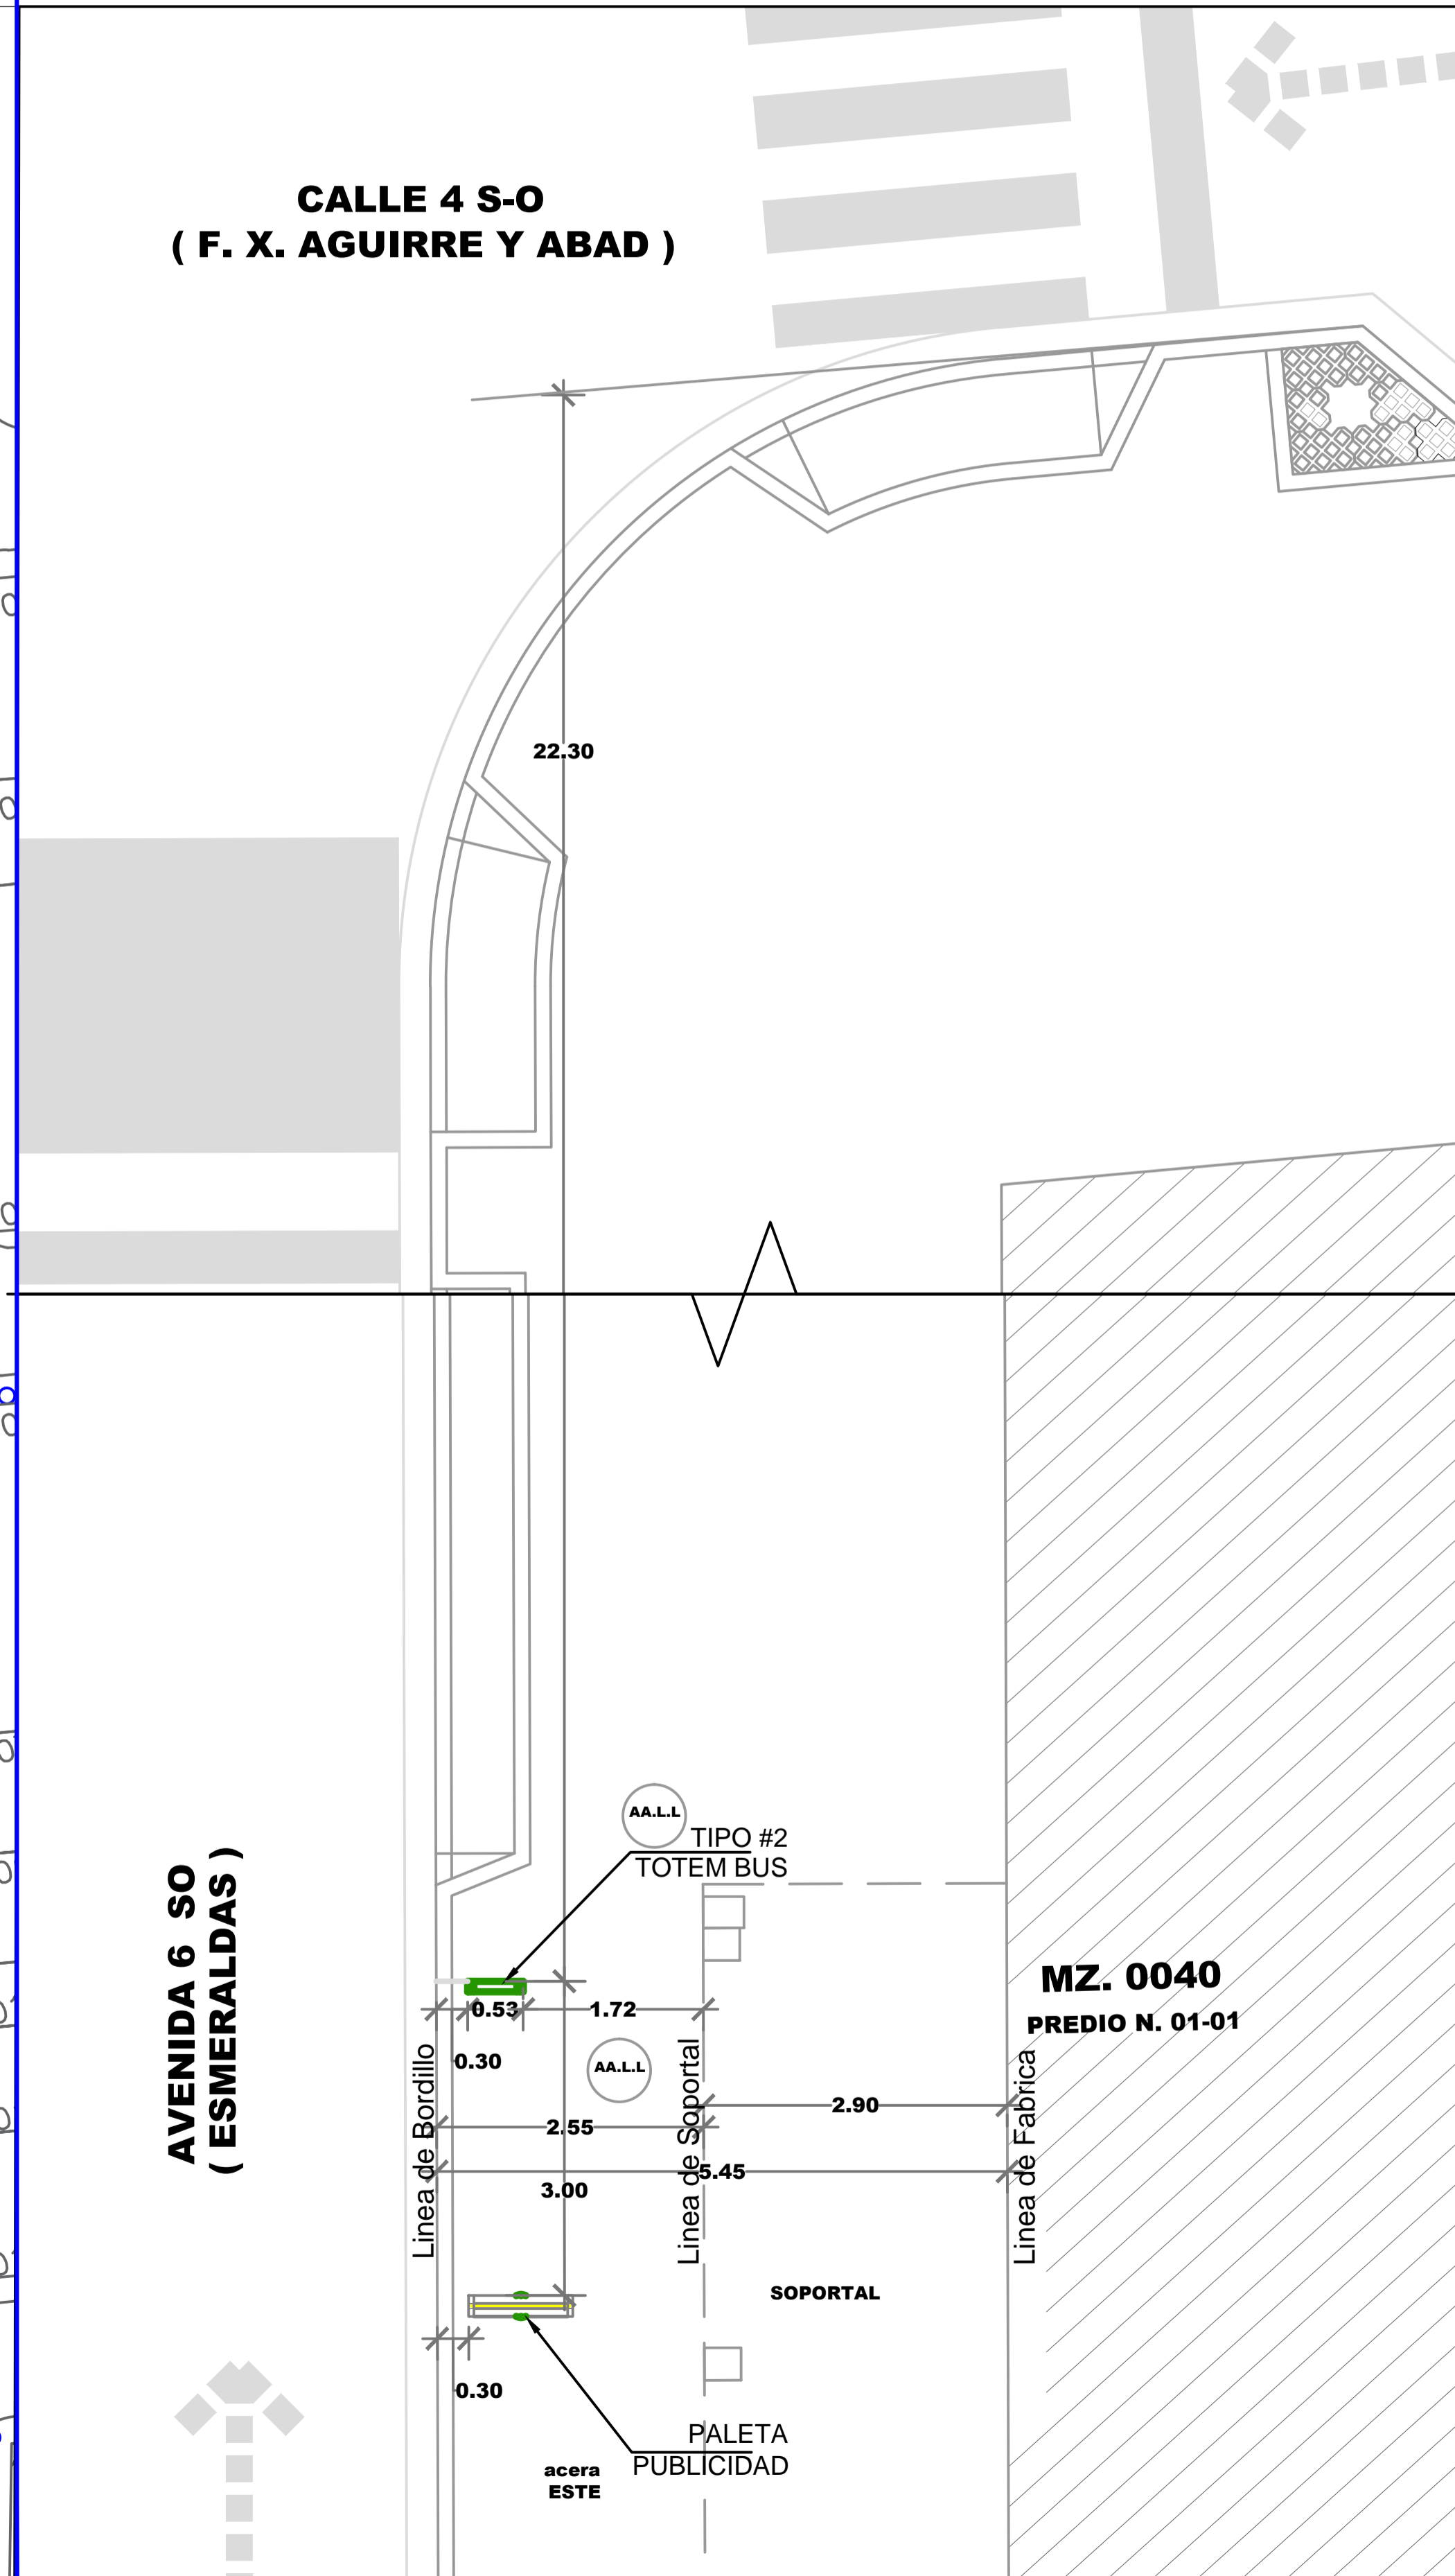 CALLE 4 S-O
( F. X. AGUIRRE Y ABAD )
22.30
AA.L.L
TIPO #2
TOTEM BUS
AVENIDA 6 SO
( ESMERALDAS )
MZ. 0040
PREDIO N. 01-01
0.53
1.72
0.30
AA.L.L
Linea de Bordillo
Linea de Soportal
Linea de Fabrica
2.90
2.55
5.45
3.00
SOPORTAL
0.30
PALETA
PUBLICIDAD
acera
ESTE